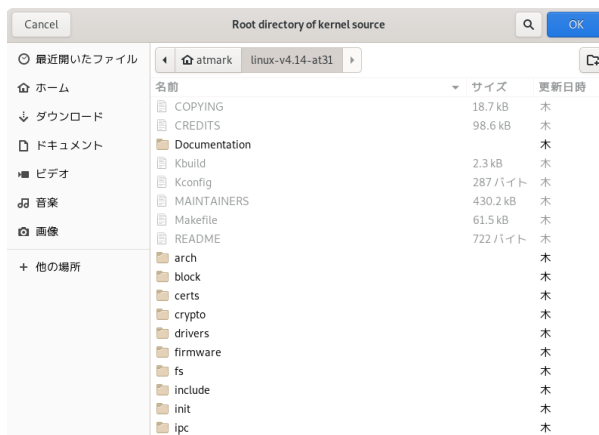 Cancel Root directory of kernel source OK
最近開いたファイル atmark linux-v4.14-at31
ホーム 名前 サイズ 更新日時
COPYING 18.7 kB 木
ダウンロード CREDITS 98.6 kB 木
ドキュメント Documentation 木
Kbuild 2.3 kB 木
ビデオ Kconfig 287 バイト 木
音楽 MAINTAINERS 430.2 kB 木
Makefile 61.5 kB 木
画像 README 722 バイト 木
arch 木
他の場所 block 木
certs 木
crypto 木
drivers 木
firmware 木
fs 木
include 木
init 木
ipc 木